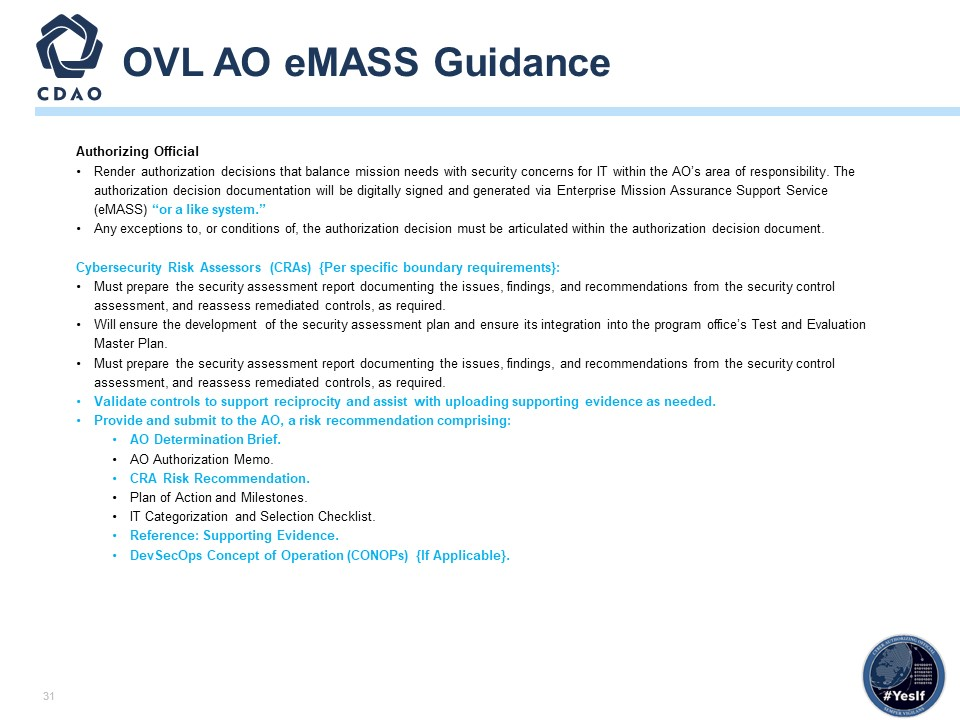 CDAO
OVL AO eMASS Guidance
Authorizing Official
• Render authorization decisions that balance mission needs with security concerns for IT within the AO's area of responsibility. The
authorization decision documentation will be digitally signed and generated via Enterprise Mission Assurance Support Service
(eMASS) “or a like system.”
• Any exceptions to, or conditions of, the authorization decision must be articulated within the authorization decision document.
Cybersecurity Risk Assessors (CRAs) {Per specific boundary requirements}:
• Must prepare the security assessment report documenting the issues, findings, and recommendations from the security control
assessment, and reassess remediated controls, as required.
• Will ensure the development of the security assessment plan and ensure its integration into the program office's Test and Evaluation
Master Plan.
• Must prepare the security assessment report documenting the issues, findings, and recommendations from the security control
assessment, and reassess remediated controls, as required.
• Validate controls to support reciprocity and assist with uploading supporting evidence as needed.
• Provide and submit to the AO, a risk recommendation comprising:
• AO Determination Brief.
• AO Authorization Memo.
• CRA Risk Recommendation.
• Plan of Action and Milestones.
• IT Categorization and Selection Checklist.
• Reference: Supporting Evidence.
• DevSecOps Concept of Operation (CONOPs) {If Applicable}.
31
CYBER AUTHORIZING OFFICIAL
#YesIf
SEMPER VIGILANS